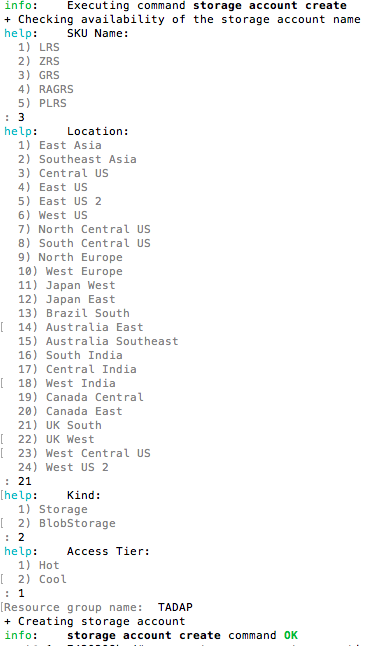 info:    Executing command storage account create
+ Checking availability of the storage account name
help:    SKU Name:
  1) LRS
  2) ZRS
  3) GRS
  4) RAGRS
  5) PLRS
: 3
help:    Location:
  1) East Asia
  2) Southeast Asia
  3) Central US
  4) East US
  5) East US 2
  6) West US
  7) North Central US
  8) South Central US
  9) North Europe
  10) West Europe
  11) Japan West
  12) Japan East
  13) Brazil South
[  14) Australia East
  15) Australia Southeast
  16) South India
  17) Central India
[  18) West India
  19) Canada Central
  20) Canada East
  21) UK South
[  22) UK West
[  23) West Central US
  24) West US 2
: 21
[help:    Kind:
  1) Storage
[  2) BlobStorage
: 2
help:    Access Tier:
  1) Hot
[  2) Cool
: 1
[Resource group name:  TADAP
+ Creating storage account
info:    storage account create command OK